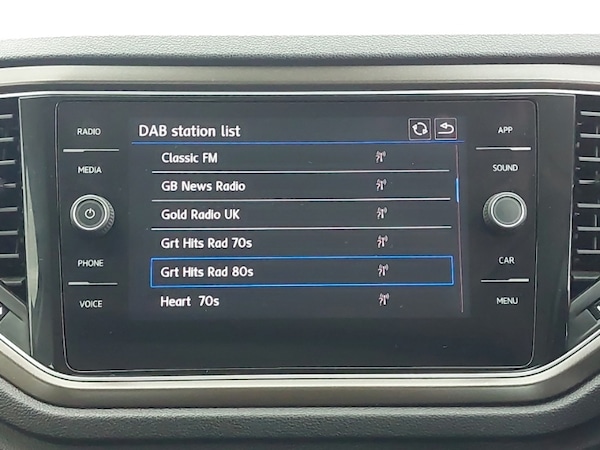 RADIO
DAB station list
APP
Classic FM
MEDIA
SOUND
GB News Radio
Gold Radio UK
Grt Hits Rad 70s
PHONE
CAR
Grt Hits Rad 80s
VOICE
Heart 70s
MENU